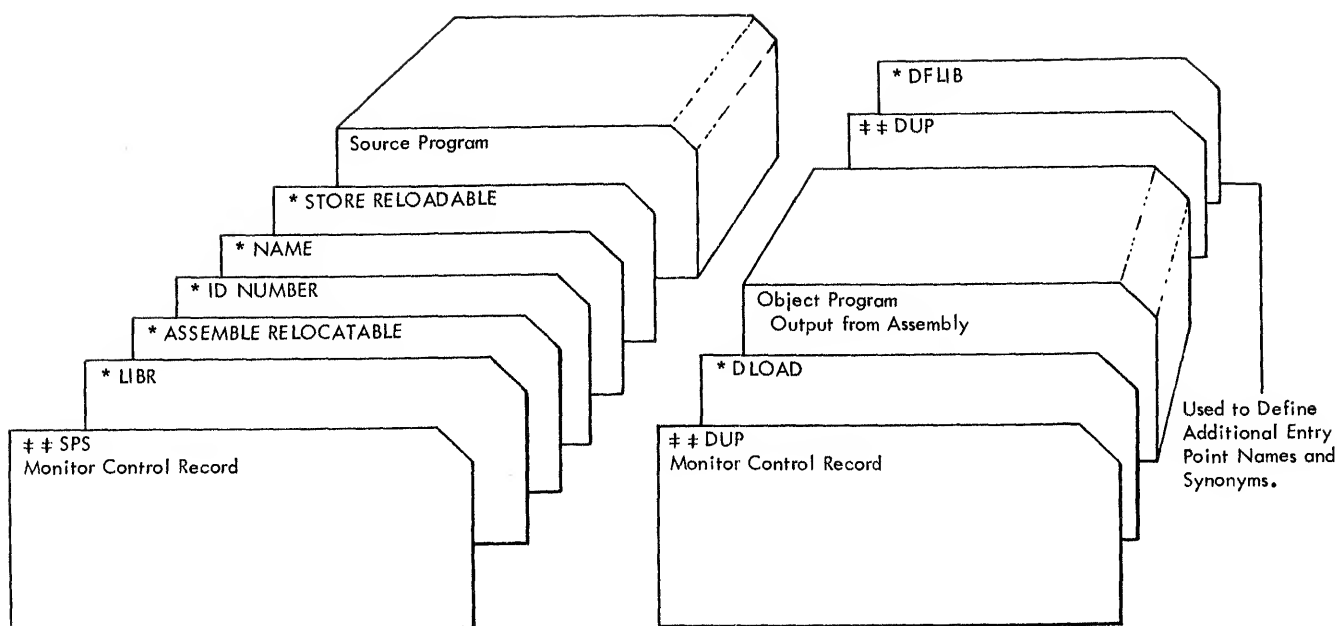 Source Program
* STORE RELOADABLE
* NAME
* ID NUMBER
* ASSEMBLE RELOCATABLE
* LIBR
‡ ‡ SPS
Monitor Control Record
* DFLIB
‡ ‡ DUP
Object Program
Output from Assembly
* DLOAD
‡ ‡ DUP
Monitor Control Record
Used to Define
Additional Entry
Point Names and
Synonyms.